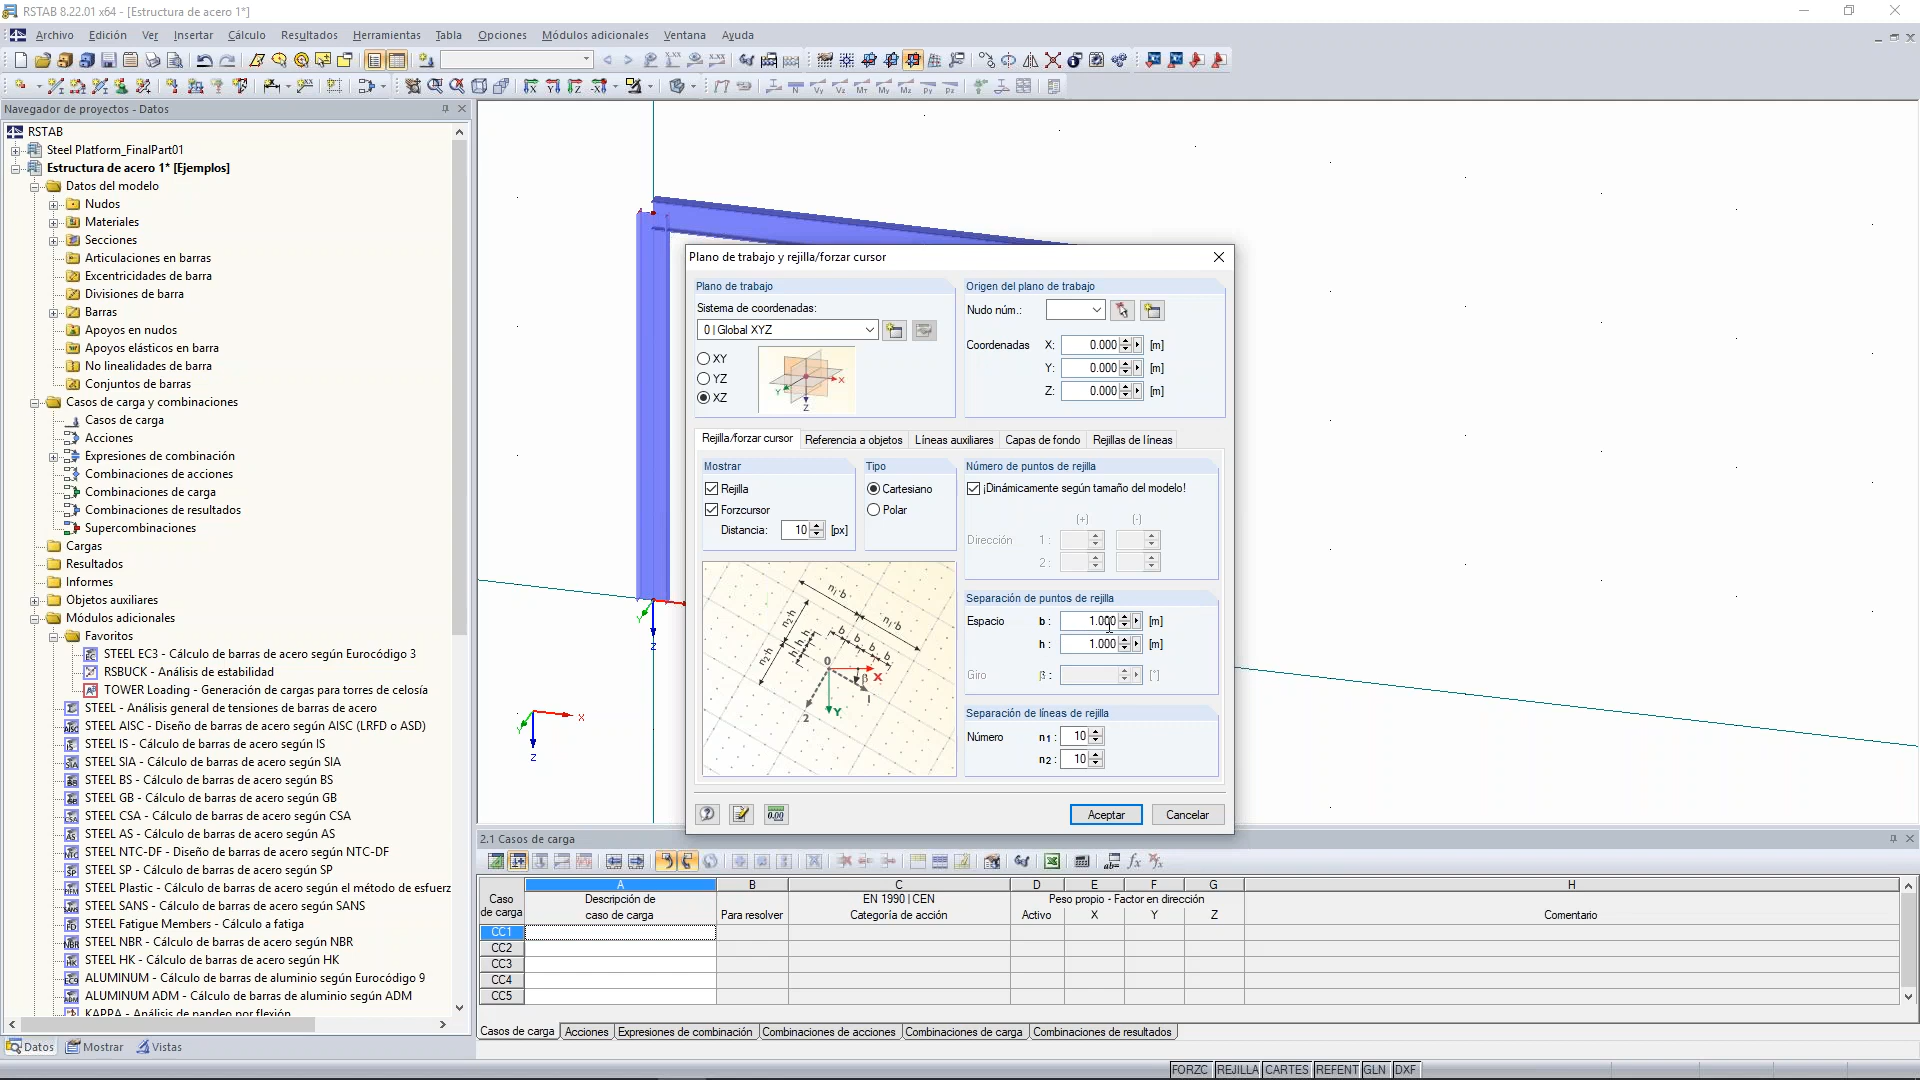 RSTAB 8.22.01 x64 - [Estructura de acero 1*]
Archivo Edición Ver Insertar Cálculo Resultados Herramientas Tabla Opciones Módulos adicionales Ventana Ayuda
Navegador de proyectos - Datos
RSTAB
Steel Platform_FinalPart01
Estructura de acero 1* [Ejemplos]
Datos del modelo
Nudos
Materiales
Secciones
Articulaciones en barras
Excentricidades de barra
Divisiones de barra
Barras
Apoyos en nudos
Apoyos elásticos en barra
No linealidades de barra
Conjuntos de barras
Casos de carga y combinaciones
Casos de carga
Acciones
Expresiones de combinación
Combinaciones de acciones
Combinaciones de carga
Combinaciones de resultados
Supercombinaciones
Cargas
Resultados
Informes
Objetos auxiliares
Módulos adicionales
Favoritos
STEEL EC3 - Cálculo de barras de acero según Eurocódigo 3
RSBUCK - Análisis de estabilidad
TOWER Loading - Generación de cargas para torres de celosía
STEEL - Análisis general de tensiones de barras de acero
STEEL AISC - Diseño de barras de acero según AISC (LRFD o ASD)
STEEL IS - Cálculo de barras de acero según IS
STEEL SIA - Cálculo de barras de acero según SIA
STEEL BS - Cálculo de barras de acero según BS
STEEL GB - Cálculo de barras de acero según GB
STEEL CSA - Cálculo de barras de acero según CSA
STEEL AS - Cálculo de barras de acero según AS
STEEL NTC-DF - Diseño de barras de acero según NTC-DF
STEEL SP - Cálculo de barras de acero según SP
STEEL Plastic - Cálculo de barras de acero según el método de esfuerz
STEEL SANS - Cálculo de barras de acero según SANS
STEEL Fatigue Members - Cálculo a fatiga
STEEL NBR - Cálculo de barras de acero según NBR
STEEL HK - Cálculo de barras de acero según HK
ALUMINUM - Cálculo de barras de aluminio según Eurocódigo 9
ALUMINUM ADM - Cálculo de barras de aluminio según ADM
KAPPA - Análisis de pandeo por flexión
Datos Mostrar Vistas
Y
Z
X
Y
Z
Plano de trabajo y rejilla/forzar cursor
Plano de trabajo
Sistema de coordenadas:
0 | Global XYZ
XY
YZ
XZ
X
Y
Z
Origen del plano de trabajo
Nudo núm.:
Coordenadas X: 0.000 [m]
Y: 0.000 [m]
Z: 0.000 [m]
Rejilla/forzar cursor Referencia a objetos Líneas auxiliares Capas de fondo Rejillas de líneas
Mostrar
Rejilla
Forzcursor
Distancia: 10 [px]
Tipo
Cartesiano
Polar
Número de puntos de rejilla
¡Dinámicamente según tamaño del modelo!
(+) (-)
Dirección 1 :
2 :
n₁·b
n₁·b
n₂·h
n₂·h
h h
b b b b
0
β
X
1
2
Y
Separación de puntos de rejilla
Espacio b : 1.000 [m]
h : 1.000 [m]
Giro β : [°]
Separación de líneas de rejilla
Número n1 : 10
n2 : 10
0.00
Aceptar Cancelar
2.1 Casos de carga
A B C D E F G H
Caso de carga
Descripción de caso de carga
Para resolver
EN 1990 | CEN
Categoría de acción
Peso propio - Factor en dirección
Activo X Y Z
Comentario
CC1
CC2
CC3
CC4
CC5
Casos de carga Acciones Expresiones de combinación Combinaciones de acciones Combinaciones de carga Combinaciones de resultados
FORZC REJILLA CARTES REFENT GLN DXF